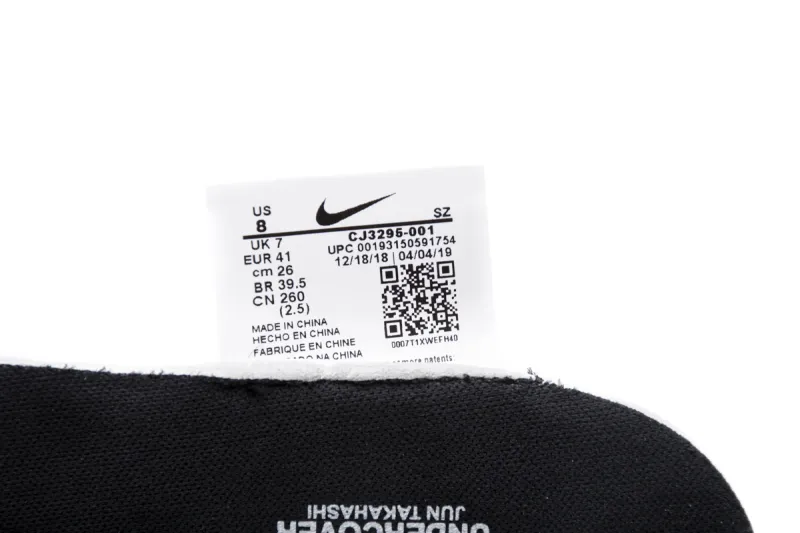 US
8
SZ
UK 7
EUR 41
cm 26
BR 39.5
CN 260
(2.5)
CJ3295-001
UPC 00193150591754
12/18/18 | 04/04/19
MADE IN CHINA
HECHO EN CHINA
FABRIQUE EN CHINE
NA CHINA
0007T1XWEFH40
more patents:
UNDERCOVER
JUN TAKAHASHI